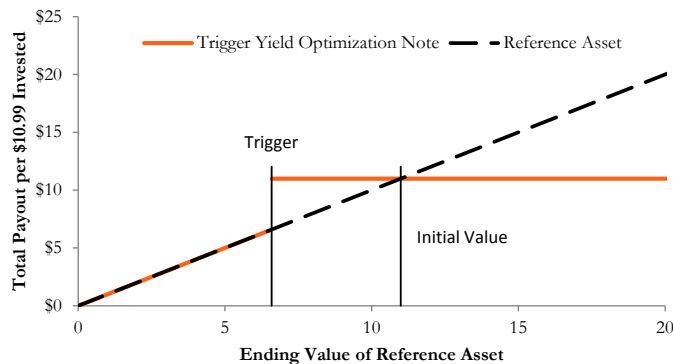 $25
Trigger Yield Optimization Note
Reference Asset
$20
$15
Trigger
$10
Initial Value
$5
$0
0
5
10
15
20
Total Payout per $10.99 Invested
Ending Value of Reference Asset